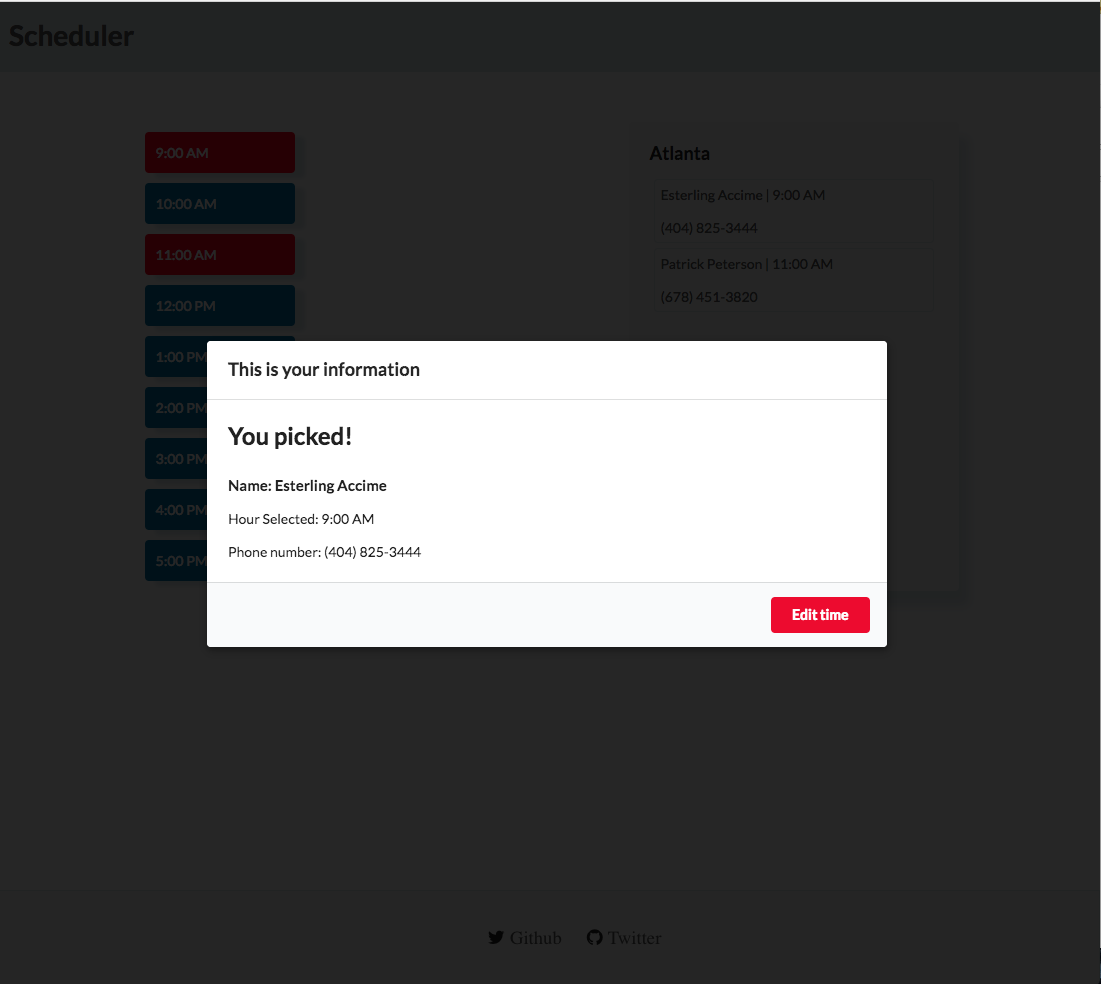 Scheduler
9:00 AM
10:00 AM
11:00 AM
12:00 PM
1:00 PM
2:00 PM
3:00 PM
4:00 PM
5:00 PM
Atlanta
Esterling Accime | 9:00 AM
(404) 825-3444
Patrick Peterson | 11:00 AM
(678) 451-3820
This is your information
You picked!
Name: Esterling Accime
Hour Selected: 9:00 AM
Phone number: (404) 825-3444
Edit time
Github Twitter